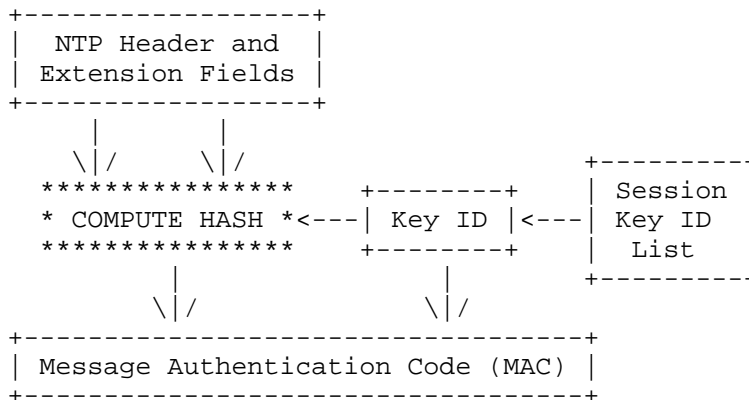 NTP Header and
Extension Fields
Session
COMPUTE HASH
Key ID
Key ID
List
Message Authentication Code (MAC)